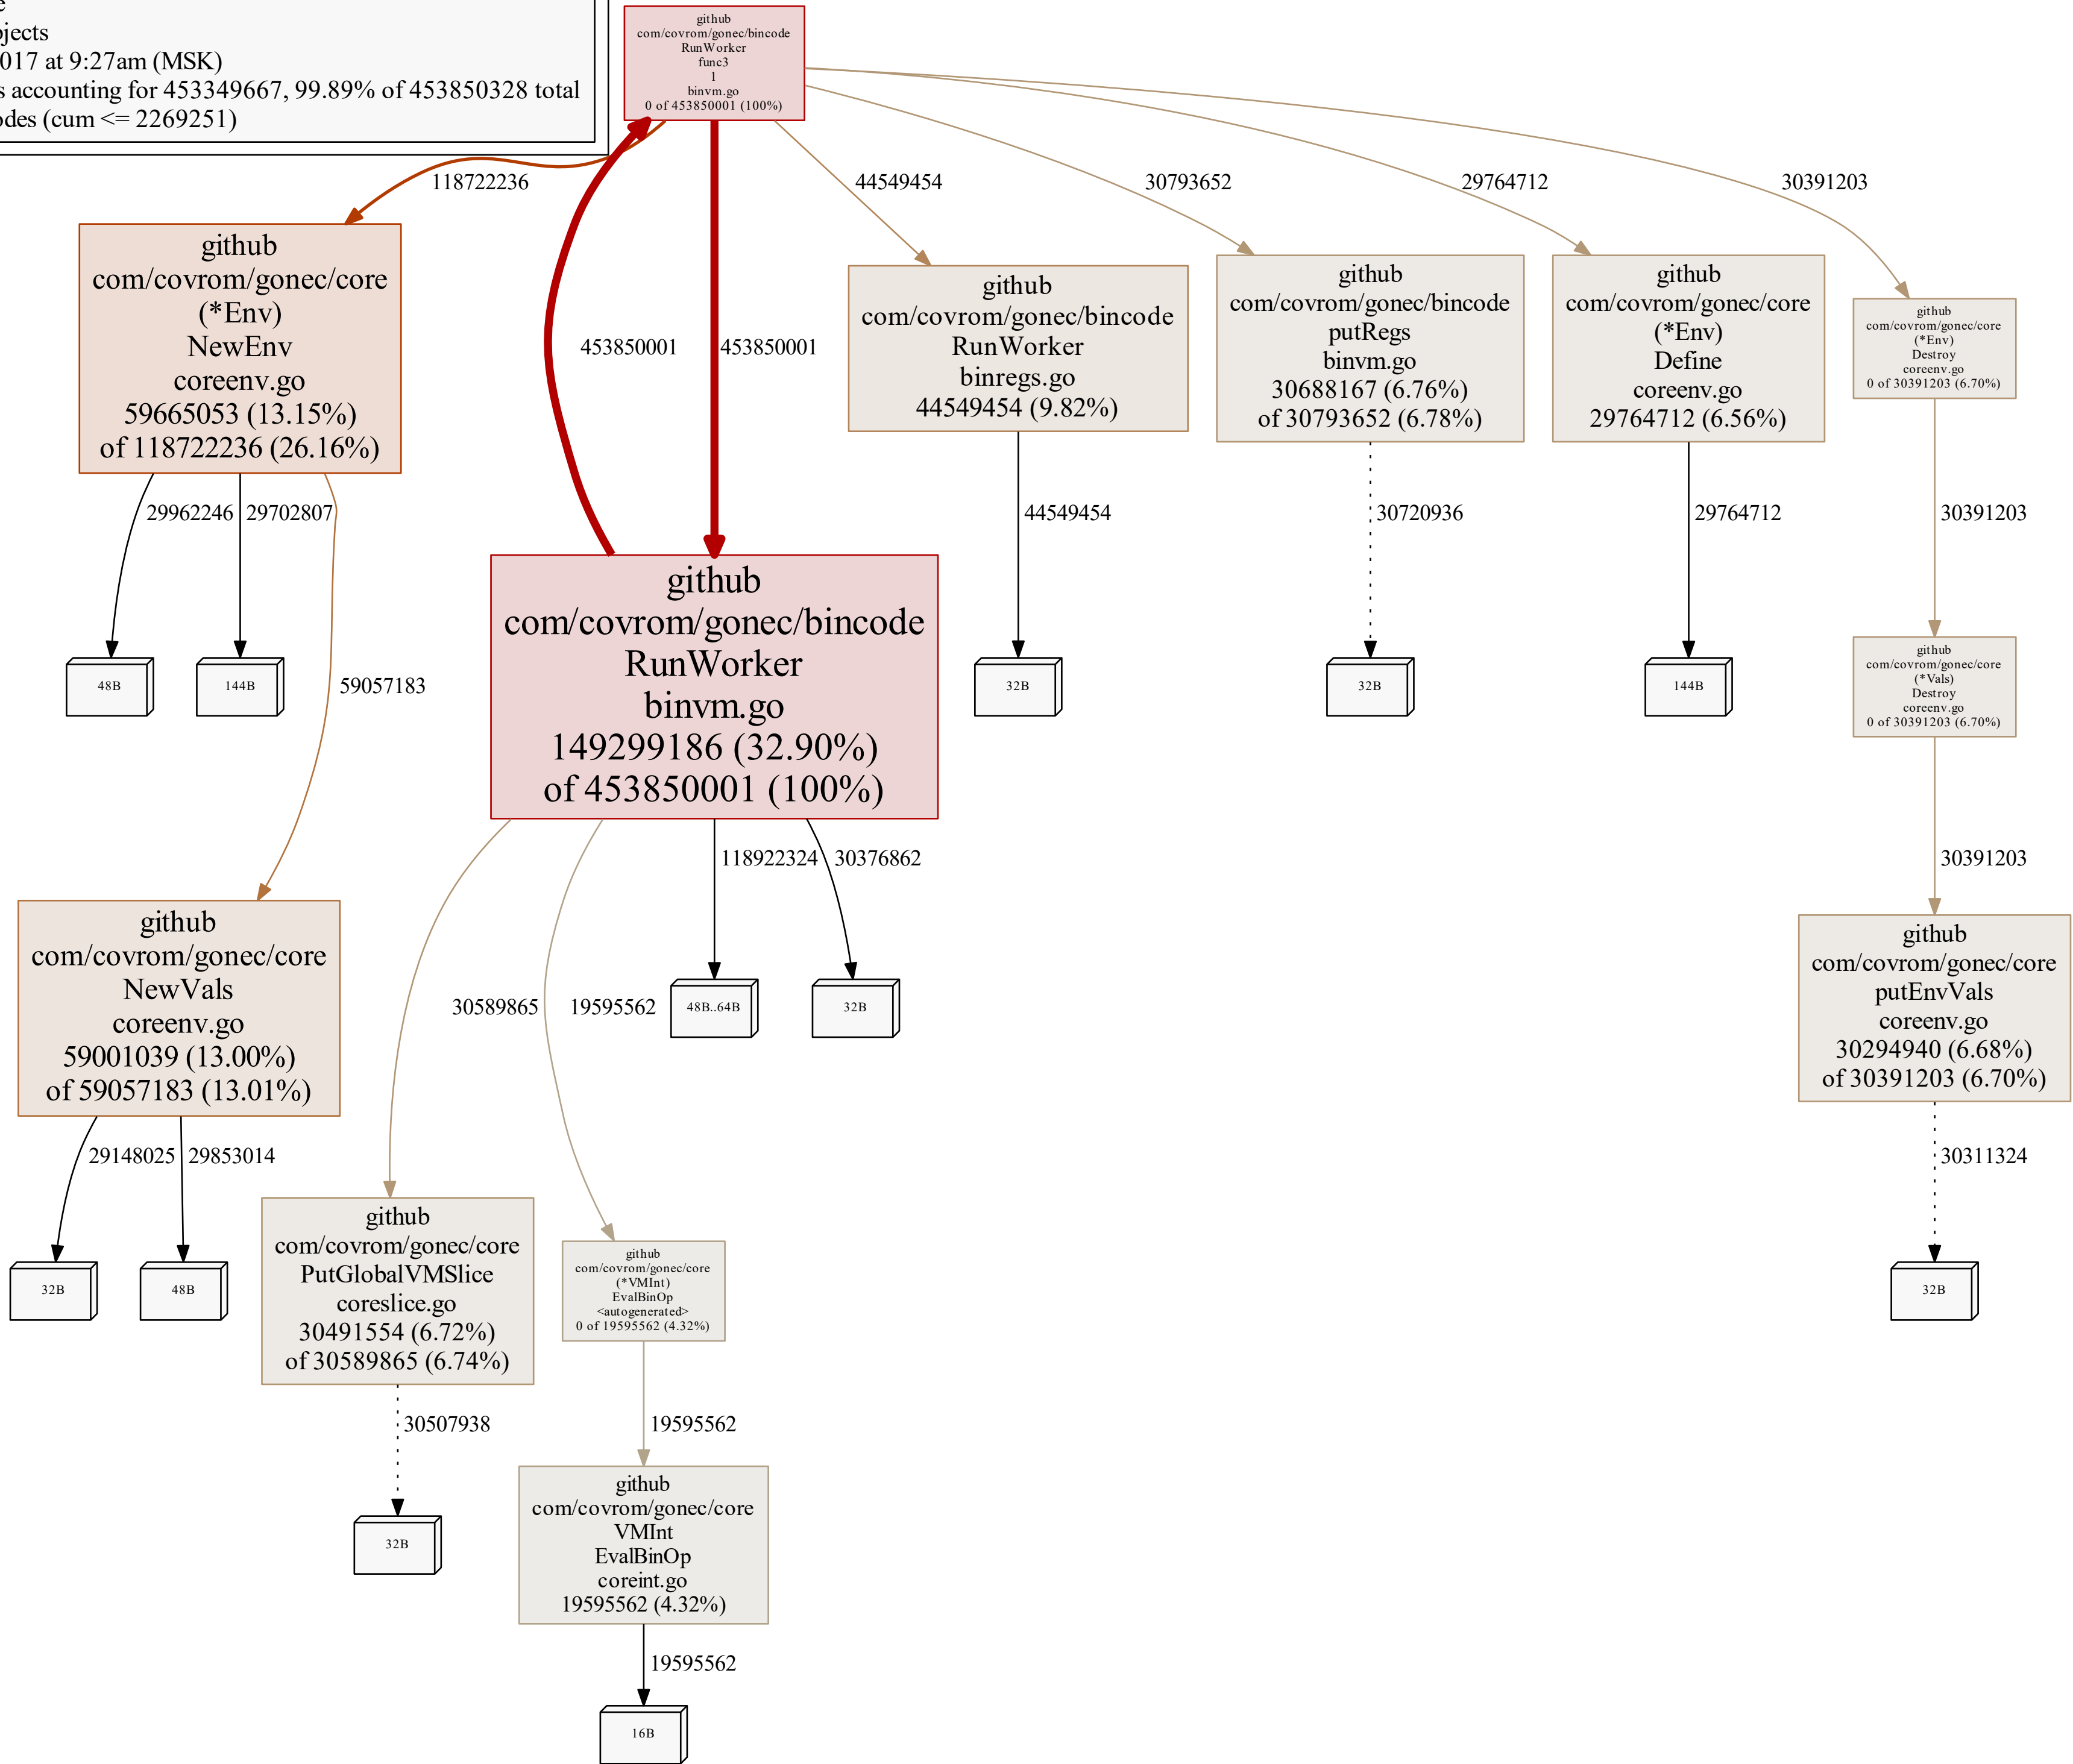 jects
017 at 9:27am (MSK)
s accounting for 453349667, 99.89% of 453850328 total
odes (cum <= 2269251)
github
com/covrom/gonec/bincode
RunWorker
func3
1
binvm.go
0 of 453850001 (100%)
118722236
44549454
30793652
29764712
30391203
github
com/covrom/gonec/core
(*Env)
NewEnv
coreenv.go
59665053 (13.15%)
of 118722236 (26.16%)
453850001
453850001
github
com/covrom/gonec/bincode
RunWorker
binregs.go
44549454 (9.82%)
github
com/covrom/gonec/bincode
putRegs
binvm.go
30688167 (6.76%)
of 30793652 (6.78%)
github
com/covrom/gonec/core
(*Env)
Define
coreenv.go
29764712 (6.56%)
github
com/covrom/gonec/core
(*Env)
Destroy
coreenv.go
0 of 30391203 (6.70%)
29962246
29702807
44549454
30720936
29764712
30391203
48B
144B
59057183
github
com/covrom/gonec/bincode
RunWorker
binvm.go
149299186 (32.90%)
of 453850001 (100%)
32B
32B
144B
github
com/covrom/gonec/core
(*Vals)
Destroy
coreenv.go
0 of 30391203 (6.70%)
118922324
30376862
30391203
github
com/covrom/gonec/core
NewVals
coreenv.go
59001039 (13.00%)
of 59057183 (13.01%)
30589865
19595562
48B..64B
32B
github
com/covrom/gonec/core
putEnvVals
coreenv.go
30294940 (6.68%)
of 30391203 (6.70%)
29148025
29853014
30311324
32B
48B
github
com/covrom/gonec/core
PutGlobalVMSlice
coreslice.go
30491554 (6.72%)
of 30589865 (6.74%)
github
com/covrom/gonec/core
(*VMInt)
EvalBinOp
<autogenerated>
0 of 19595562 (4.32%)
32B
30507938
19595562
32B
github
com/covrom/gonec/core
VMInt
EvalBinOp
coreint.go
19595562 (4.32%)
19595562
16B